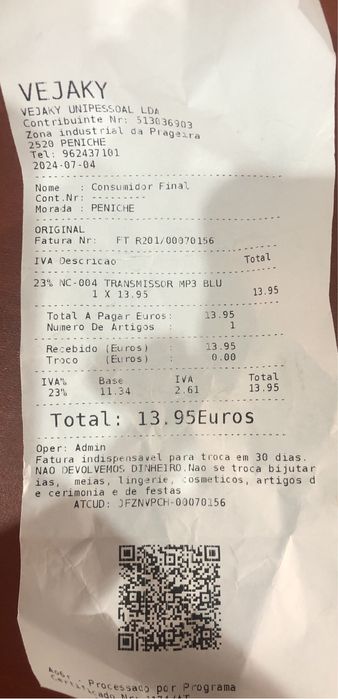 VEJAKY
VEJAKY UNIPESSOAL LDA
Contribuinte Nr: 513036903
Zona industrial da Prageira
2520 PENICHE
Tel: 962437101
2024-07-04
Nome : Consumidor Final
Cont.Nr: ---------
Morada : PENICHE
ORIGINAL
Fatura Nr: FT R201/00070156
IVA Descricao Total
23% NC-004 TRANSMISSOR MP3 BLU
1 X 13.95 13.95
Total A Pagar Euros: 13.95
Numero De Artigos : 1
Recebido (Euros) : 13.95
Troco (Euros) : 0.00
IVA% Base IVA Total
23% 11.34 2.61 13.95
Total: 13.95Euros
Oper: Admin
Fatura indispensavel para troca em 30 dias.
NAO DEVOLVEMOS DINHEIRO.Nao se troca bijutar
ias, meias, lingerie, cosmeticos, artigos d
e cerimonia e de festas
ATCUD: JFZNVPCH-00070156
- Processado por Programa